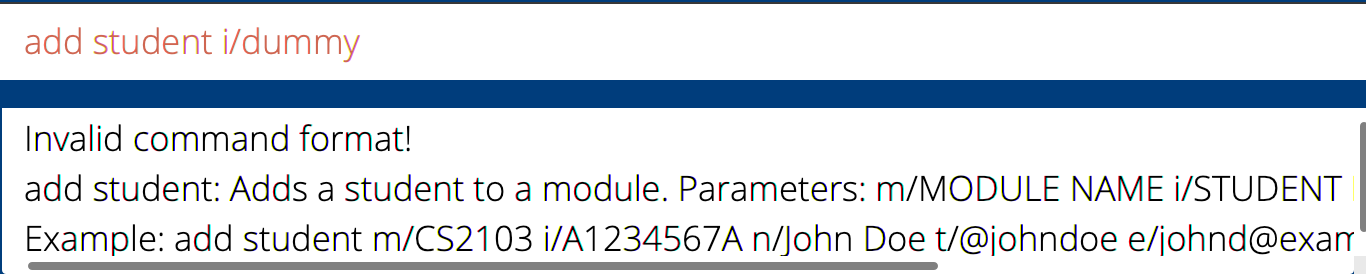 add student i/dummy
Invalid command format!
add student: Adds a student to a module. Parameters: m/MODULE NAME i/STUDENT
Example: add student m/CS2103 i/A1234567A n/John Doe t/@johndoe e/johnd@exam